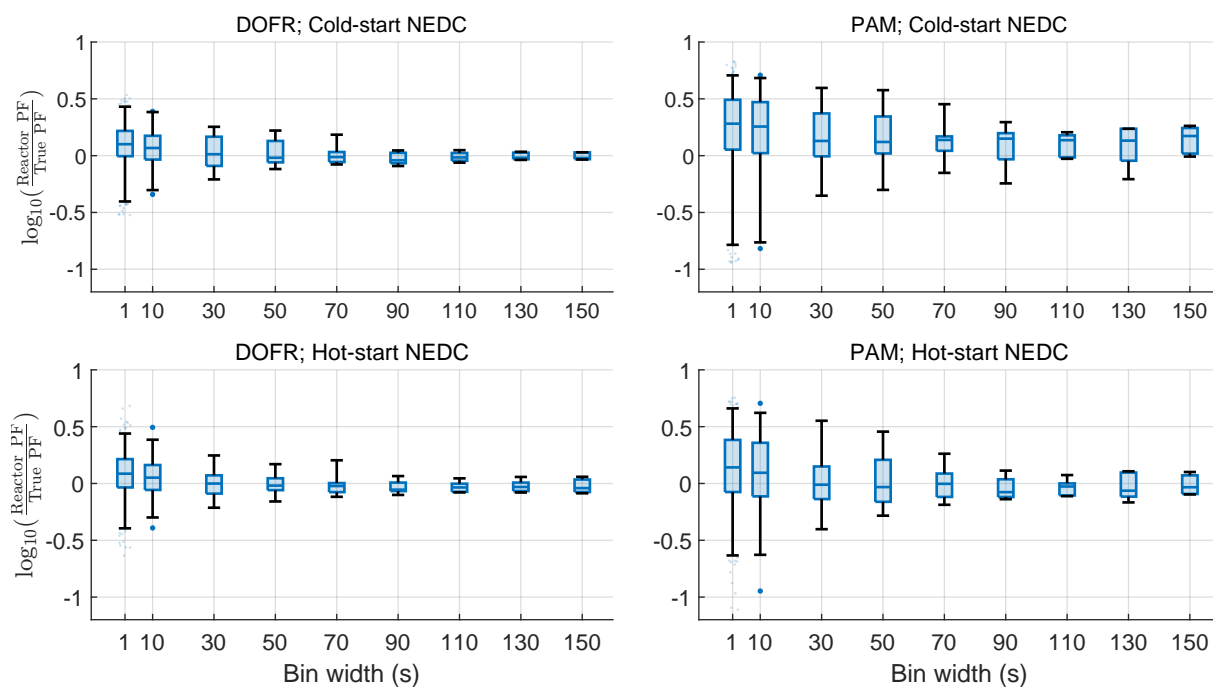 DOFR; Cold-start NEDC
1
0.5
0
-0.5
-1
log10(Reactor PF / True PF)
1 10 30 50 70 90 110 130 150
PAM; Cold-start NEDC
1
0.5
0
-0.5
-1
1 10 30 50 70 90 110 130 150
DOFR; Hot-start NEDC
1
0.5
0
-0.5
-1
log10(Reactor PF / True PF)
1 10 30 50 70 90 110 130 150
Bin width (s)
PAM; Hot-start NEDC
1
0.5
0
-0.5
-1
1 10 30 50 70 90 110 130 150
Bin width (s)